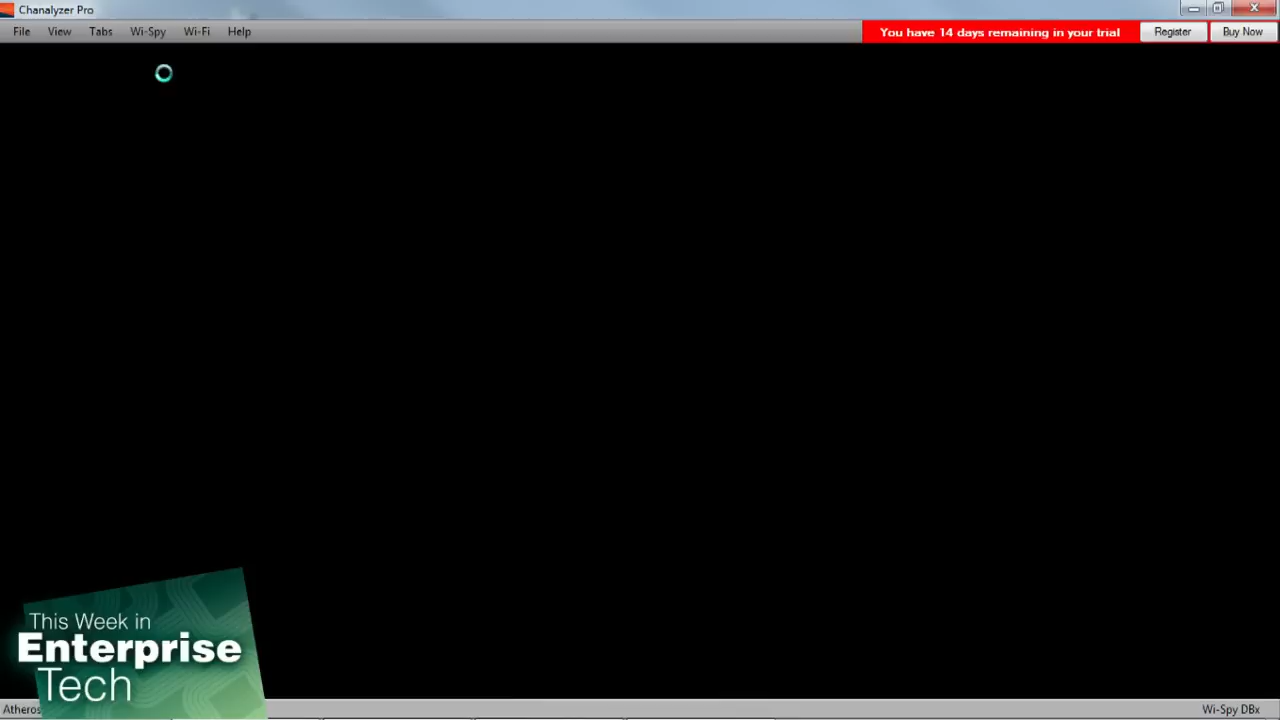 Chanalyzer Pro
File View Tabs Wi-Spy Wi-Fi Help
You have 14 days remaining in your trial
Register
Buy Now
This Week in
Enterprise
Tech
Atheros
Wi-Spy DBx